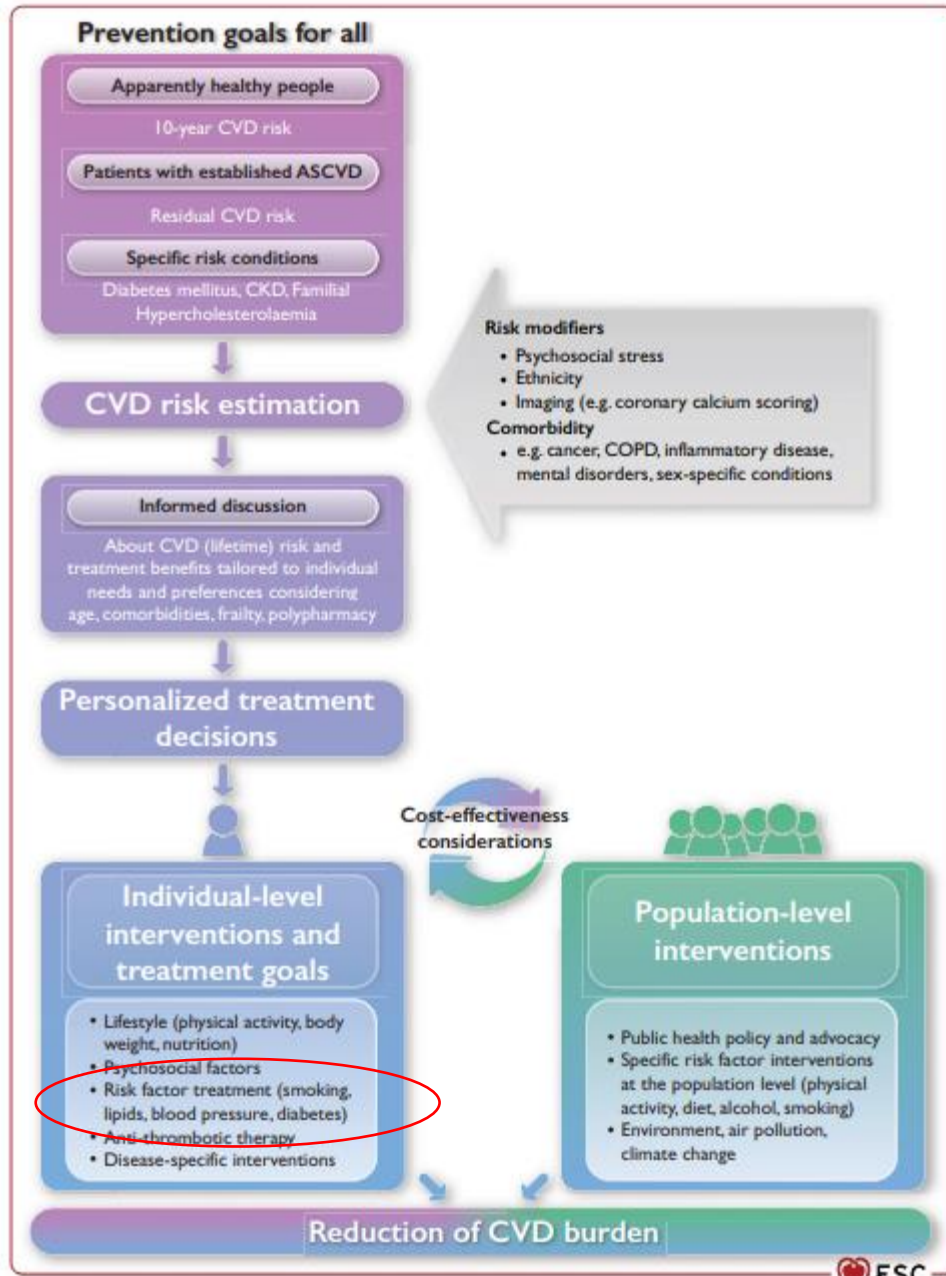 Prevention goals for all
Apparently healthy people
10-year CVD risk
Patients with established ASCVD
Residual CVD risk
Specific risk conditions
Diabetes mellitus, CKD, Familial
Hypercholesterolaemia
Risk modifiers
• Psychosocial stress
• Ethnicity
• Imaging (e.g. coronary calcium scoring)
Comorbidity
• e.g. cancer, COPD, inflammatory disease,
mental disorders, sex-specific conditions
CVD risk estimation
Informed discussion
About CVD (lifetime) risk and
treatment benefits tailored to individual
needs and preferences considering
age, comorbidities, frailty, polypharmacy
Personalized treatment
decisions
Cost-effectiveness
considerations
Individual-level
interventions and
treatment goals
• Lifestyle (physical activity, body
weight, nutrition)
• Psychosocial factors
• Risk factor treatment (smoking,
lipids, blood pressure, diabetes)
• Anti-thrombotic therapy
• Disease-specific interventions
Population-level
interventions
• Public health policy and advocacy
• Specific risk factor interventions
at the population level (physical
activity, diet, alcohol, smoking)
• Environment, air pollution,
climate change
Reduction of CVD burden
ESC